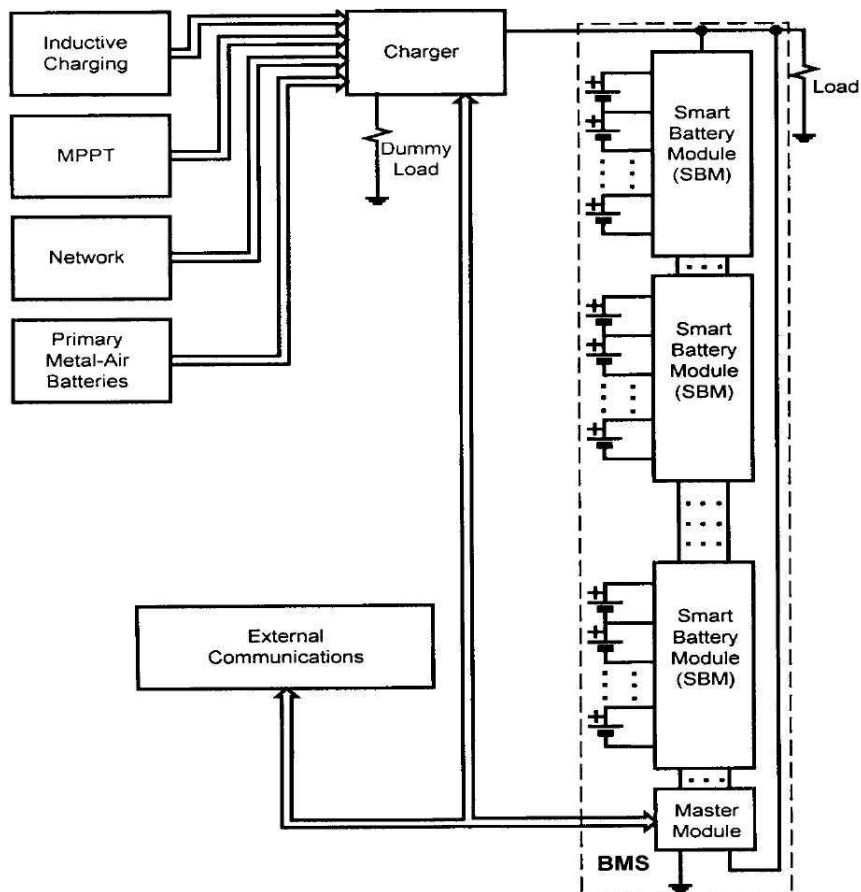 Inductive
Charging
MPPT
Network
Primary
Metal-Air
Batteries
Charger
Dummy
Load
Load
Smart
Battery
Module
(SBM)
Smart
Battery
Module
(SBM)
Smart
Battery
Module
(SBM)
External
Communications
Master
Module
BMS